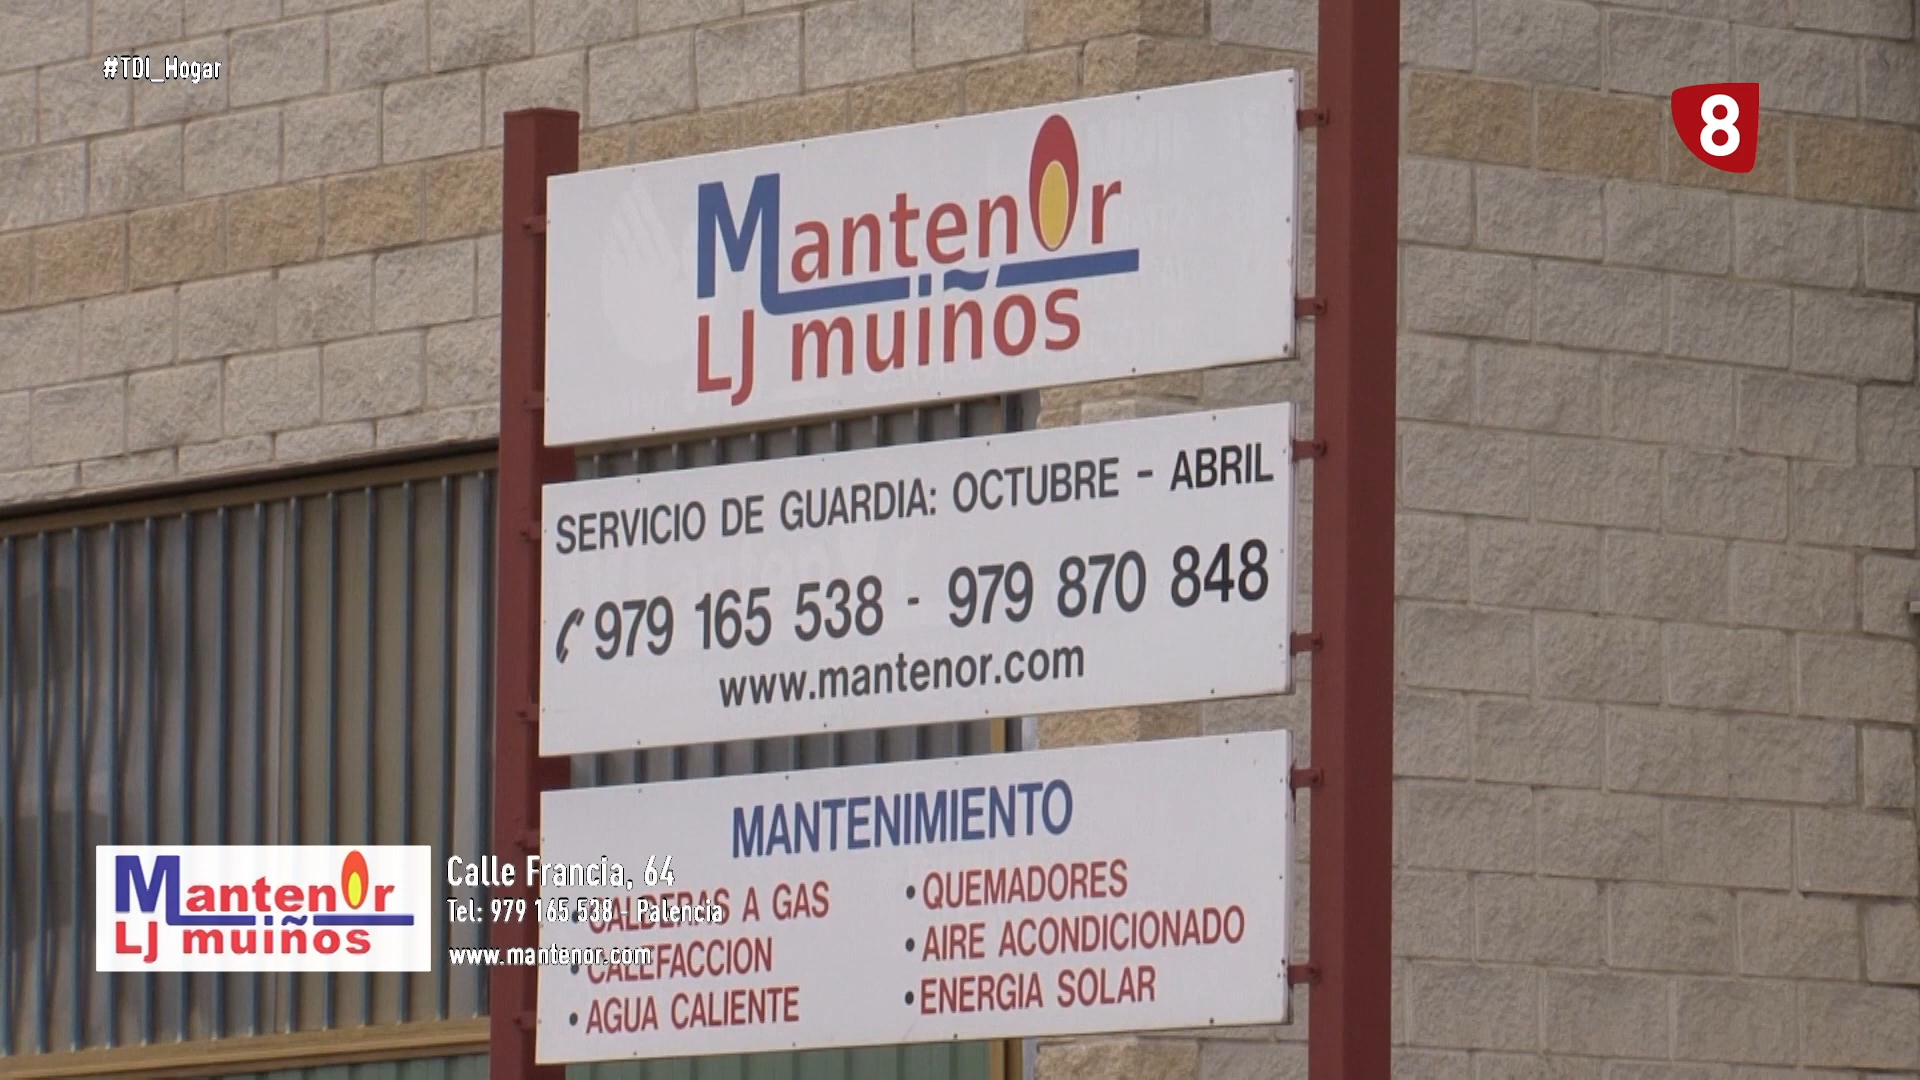 #TDI_Hogar
8
Mantenor
LJ muiños
SERVICIO DE GUARDIA: OCTUBRE - ABRIL
979 165 538 - 979 870 848
www.mantenor.com
MANTENIMIENTO
• CALDERAS A GAS
• CALEFACCION
• AGUA CALIENTE
• QUEMADORES
• AIRE ACONDICIONADO
• ENERGIA SOLAR
Mantenor
LJ muiños
Calle Francia, 64
Tel: 979 165 538 - Palencia
www.mantenor.com